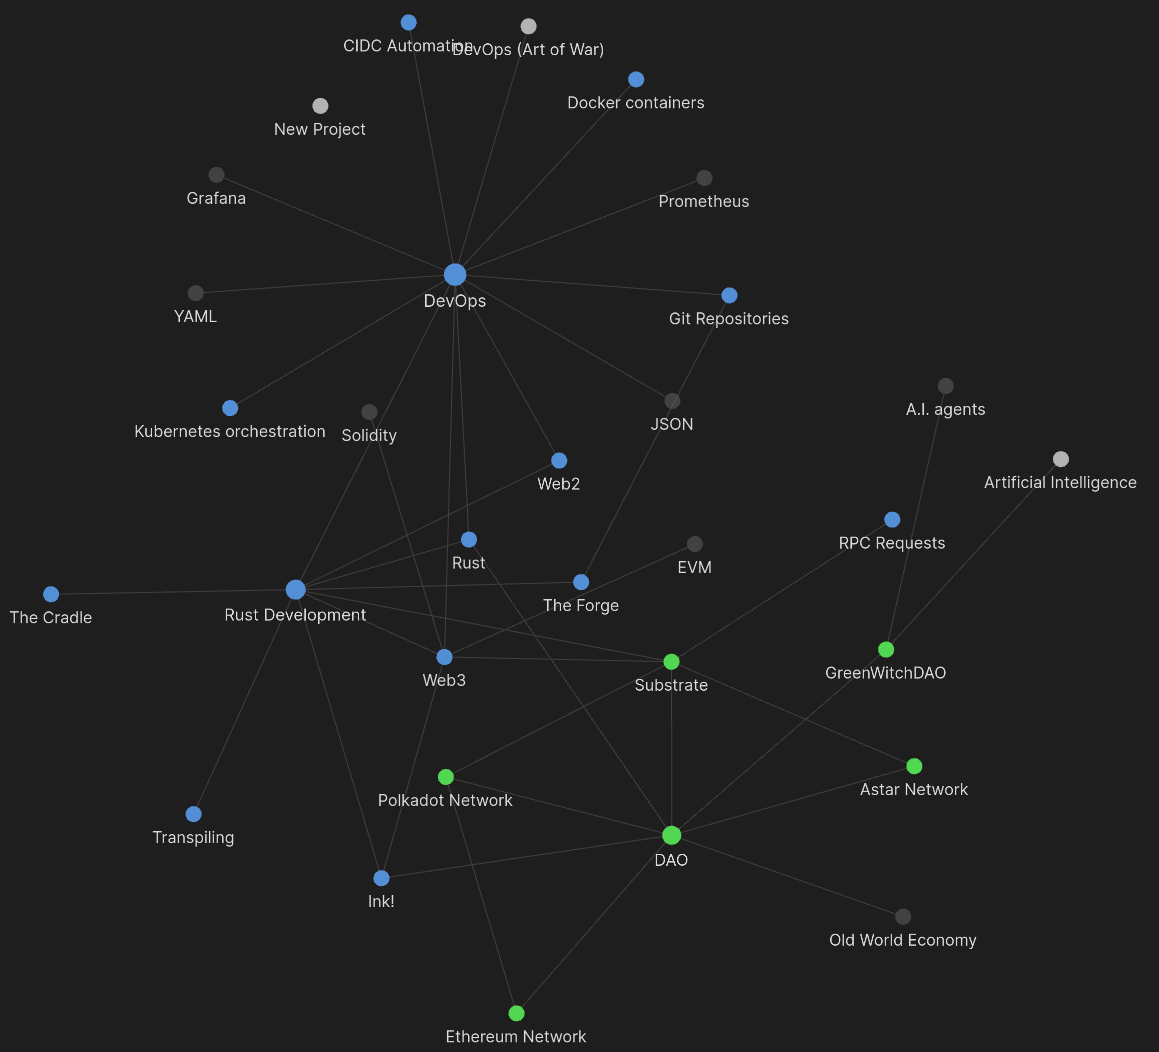 CIDC Automation
DevOps (Art of War)
Docker containers
New Project
Grafana
Prometheus
DevOps
YAML
Git Repositories
A.I. agents
JSON
Kubernetes orchestration
Solidity
Web2
Artificial Intelligence
RPC Requests
Rust
EVM
The Forge
Rust Development
The Cradle
GreenWitchDAO
Web3
Substrate
Astar Network
Polkadot Network
Transpiling
DAO
Ink!
Old World Economy
Ethereum Network